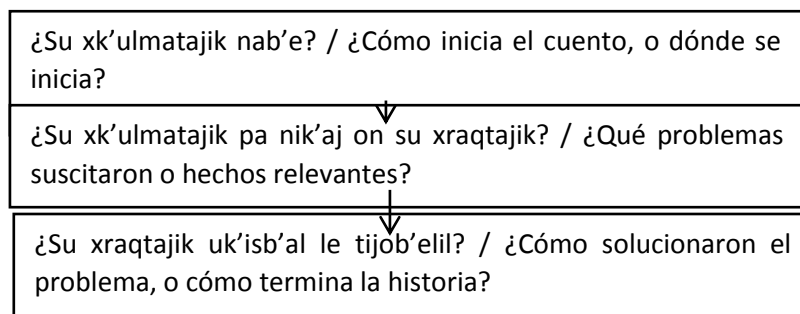 ¿Su xk’ulmatajik nab’e? / ¿Cómo inicia el cuento, o dónde se
inicia?
¿Su xk’ulmatajik pa nik’aj on su xraqtajik? / ¿Qué problemas
suscitaron o hechos relevantes?
¿Su xraqtajik uk’isb’al le tijob’elil? / ¿Cómo solucionaron el
problema, o cómo termina la historia?